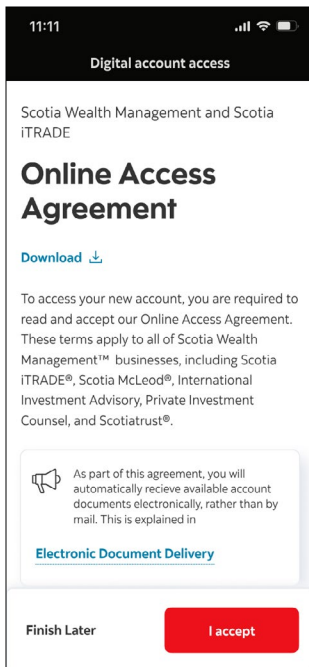 11:11
Digital account access
Scotia Wealth Management and Scotia
iTRADE
Online Access
Agreement
Download
To access your new account, you are required to
read and accept our Online Access Agreement.
These terms apply to all of Scotia Wealth
Management™ businesses, including Scotia
iTRADE®, Scotia McLeod®, International
Investment Advisory, Private Investment
Counsel, and Scotiatrust®.
As part of this agreement, you will
automatically recieve available account
documents electronically, rather than by
mail. This is explained in
Electronic Document Delivery
Finish Later
I accept